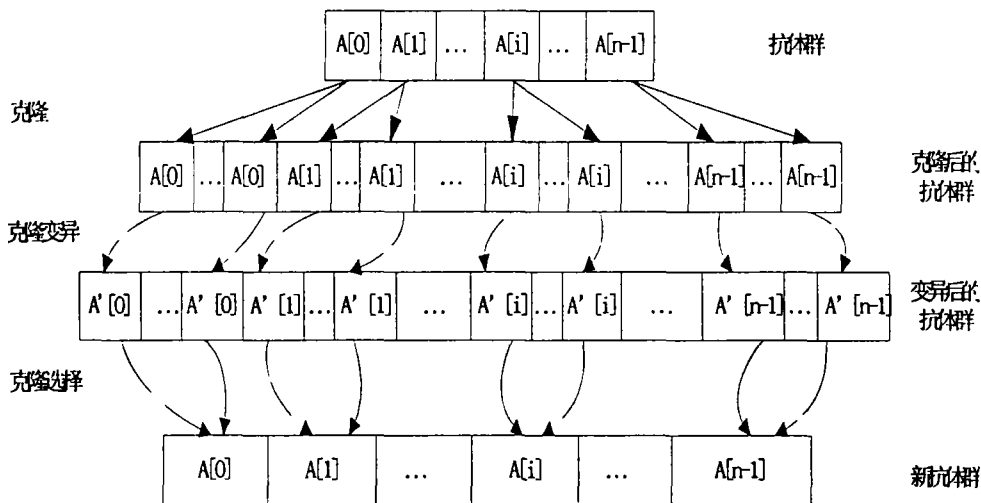 A[0] A[1] ... A[i] ... A[n-1] 抗体群
克隆
A[0] ... A[0] A[1] ... A[1] ... A[i] ... A[i] ... A[n-1] ... A[n-1] 克隆后的
抗体群
克隆变异
A'[0] ... A'[0] A'[1] ... A'[1] ... A'[i] ... A'[i] ... A'[n-1] ... A'[n-1] 变异后的
抗体群
克隆选择
A[0] A[1] ... A[i] ... A[n-1] 新抗体群